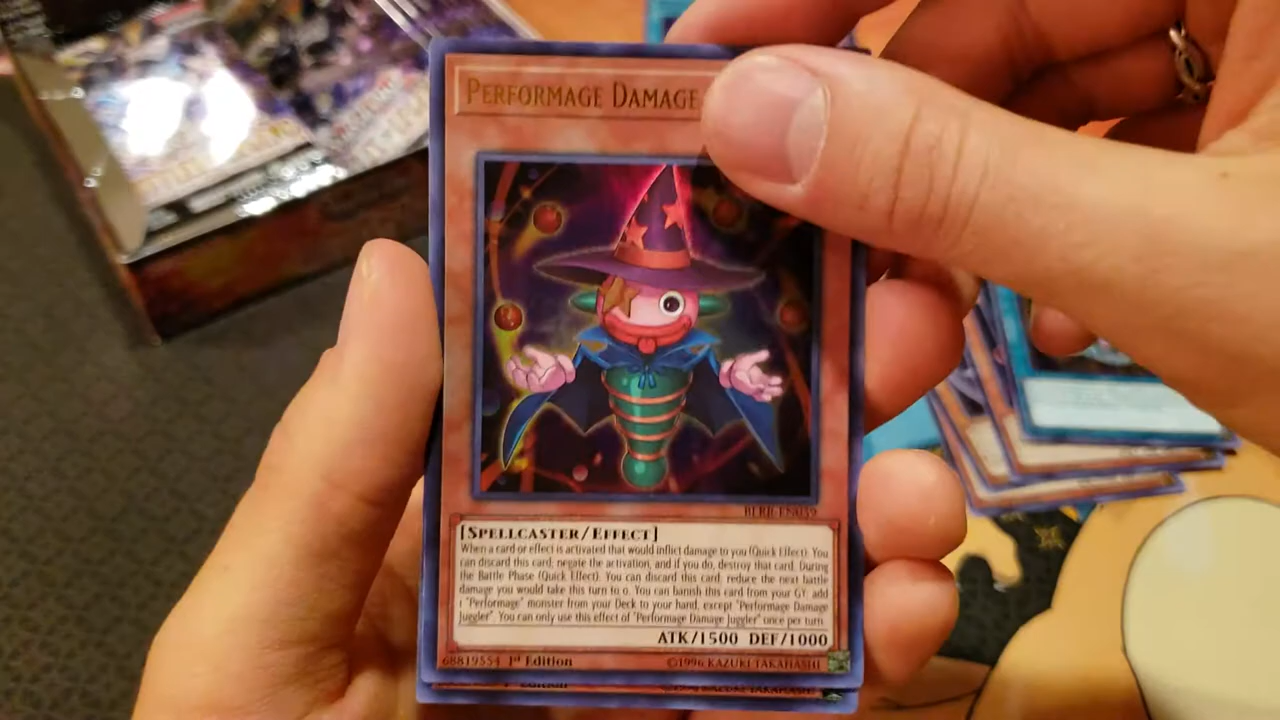 PERFORMAGE DAMAGE
BLRR-EN059
[SPELLCASTER/EFFECT]
When a card or effect is activated that would inflict damage to you (Quick Effect): You
can discard this card; negate the activation, and if you do, destroy that card. During
the Battle Phase (Quick Effect): You can discard this card; reduce the next battle
damage you would take this turn to 0. You can banish this card from your GY; add
1 "Performage" monster from your Deck to your hand, except "Performage Damage
Juggler". You can only use this effect of "Performage Damage Juggler" once per turn.
ATK/1500 DEF/1000
68819554 1st Edition ©1996 KAZUKI TAKAHASHI